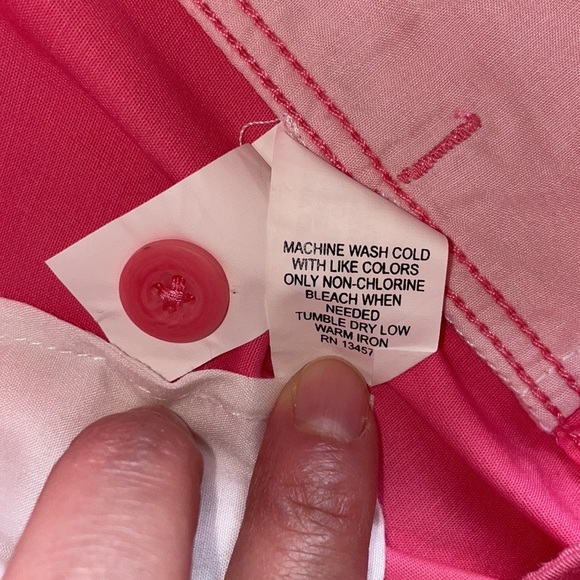 MACHINE WASH COLD
WITH LIKE COLORS
ONLY NON-CHLORINE
BLEACH WHEN
NEEDED
TUMBLE DRY LOW
WARM IRON
RN 13457